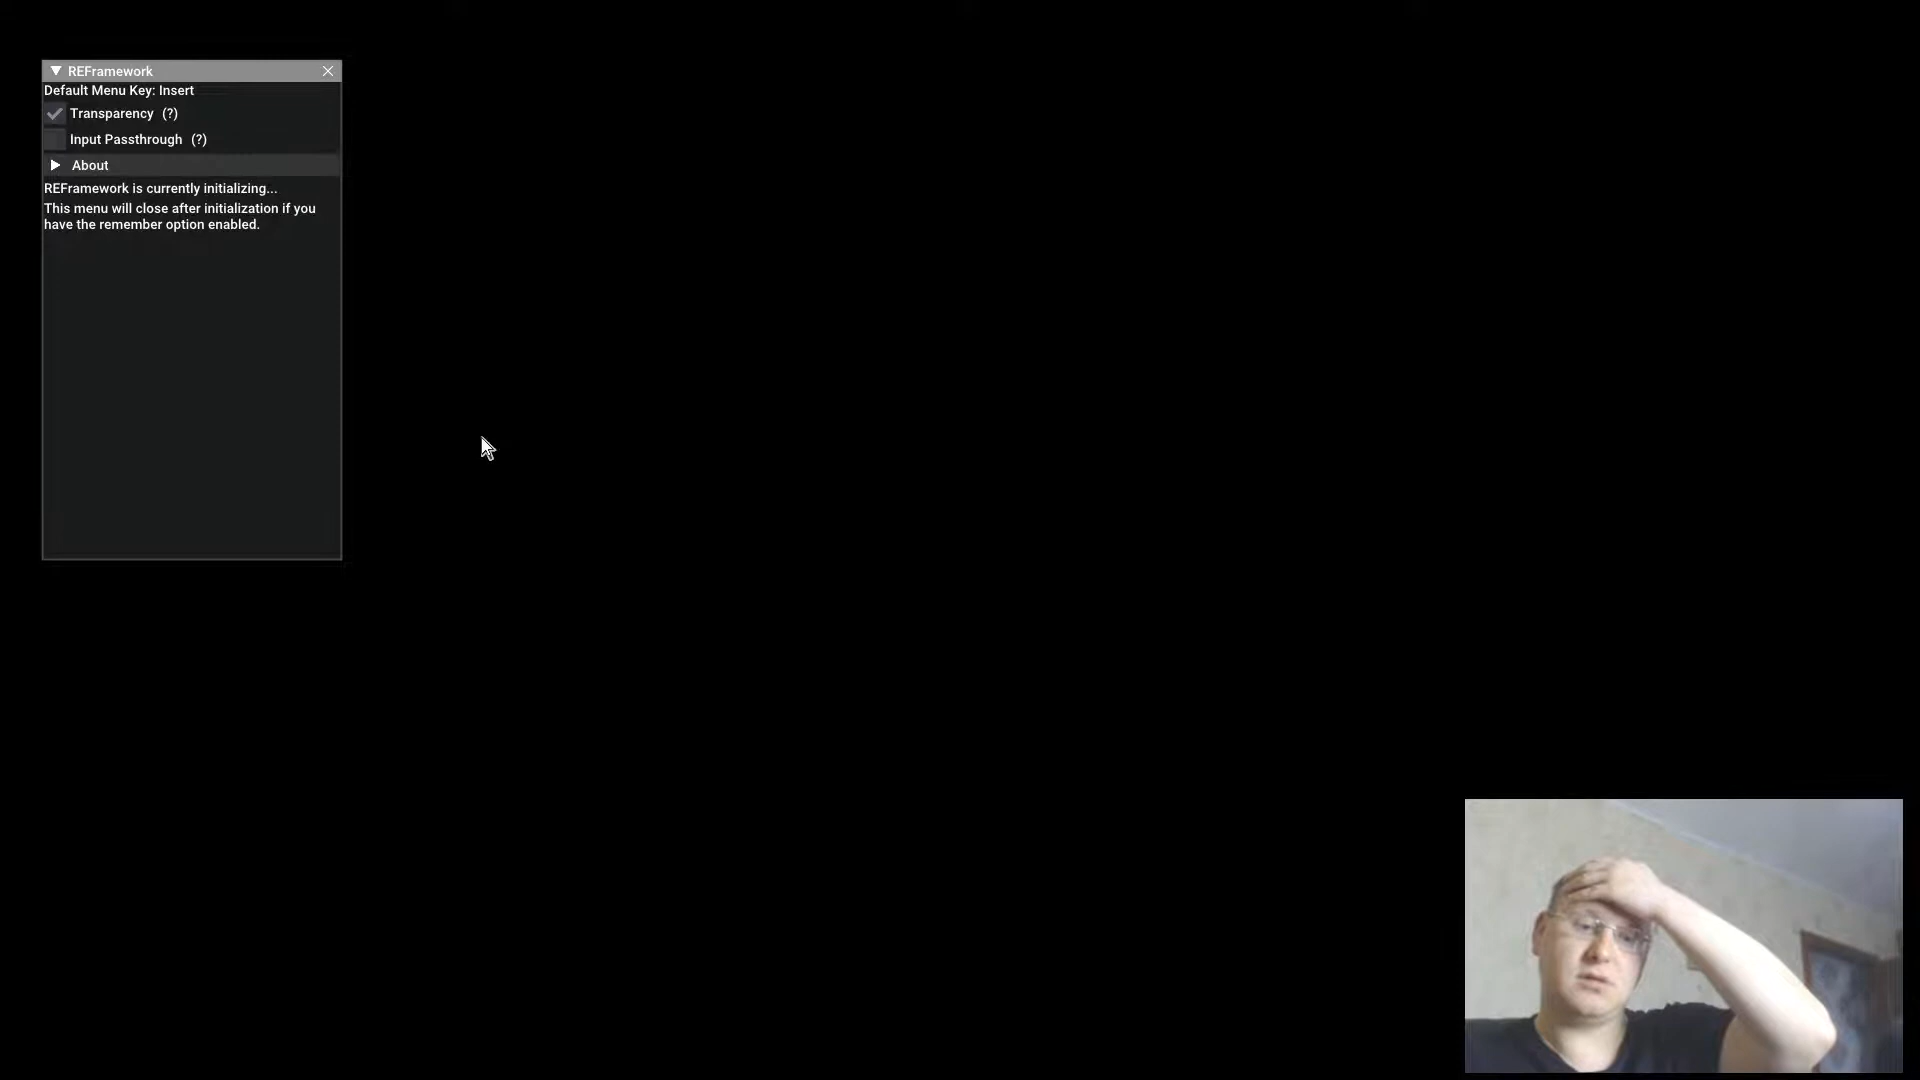 REFramework
Default Menu Key: Insert
Transparency (?)
Input Passthrough (?)
About
REFramework is currently initializing...
This menu will close after initialization if you
have the remember option enabled.